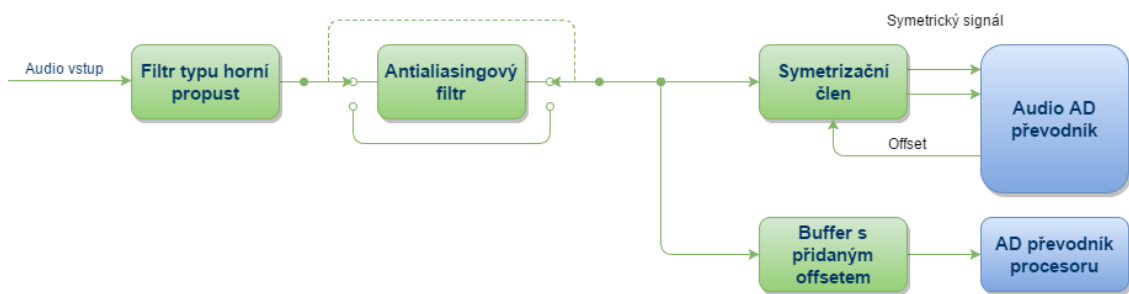 Symetrický signál
Audio vstup
Filtr typu horní
propust
Antialiasingový
filtr
Symetrizační
člen
Audio AD
převodník
Offset
Buffer s
přidaným
offsetem
AD převodník
procesoru